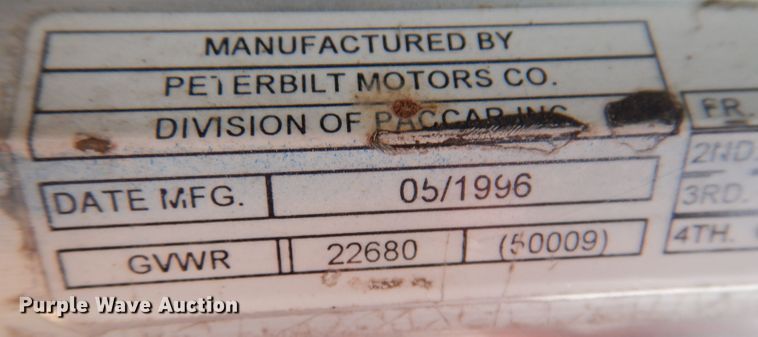 MANUFACTURED BY
PETERBILT MOTORS CO.
DIVISION OF PACCAR INC
FR.
2ND.
DATE MFG. 05/1996
3RD.
GVWR 22680 (50009)
4TH.
Purple Wave Auction